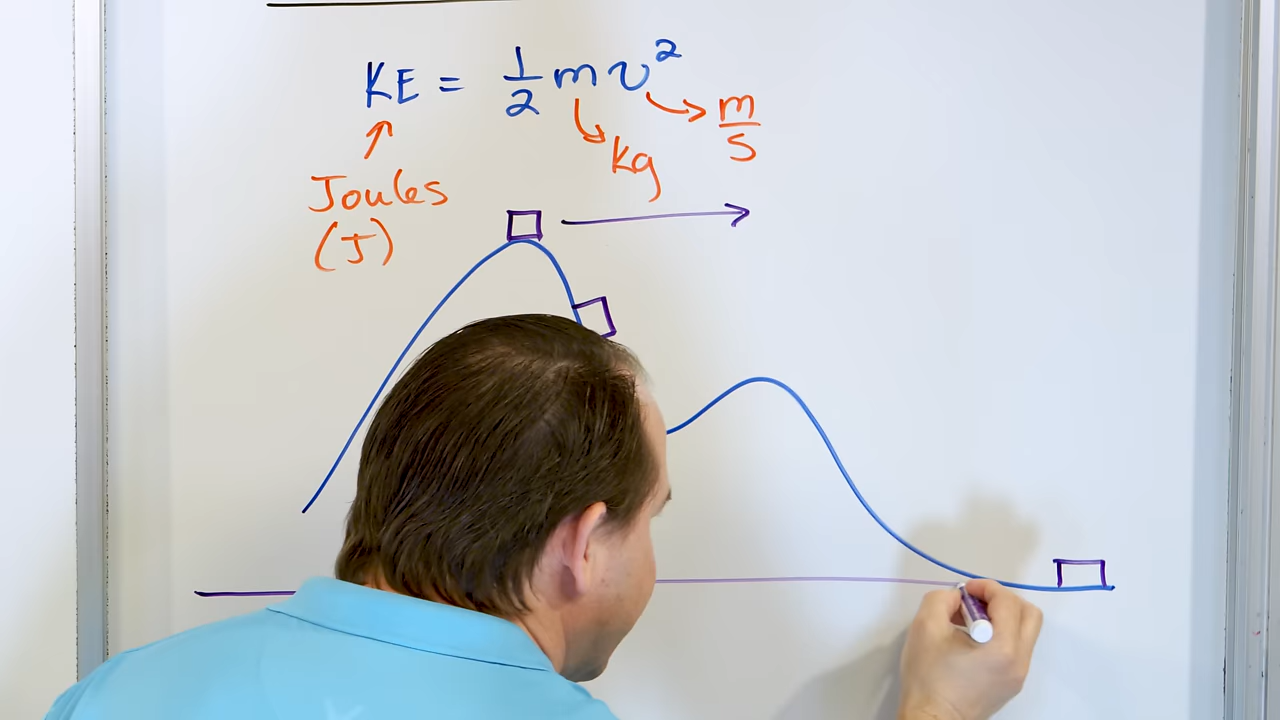 KE = 1/2 m v²
m/s
kg
Joules
(J)